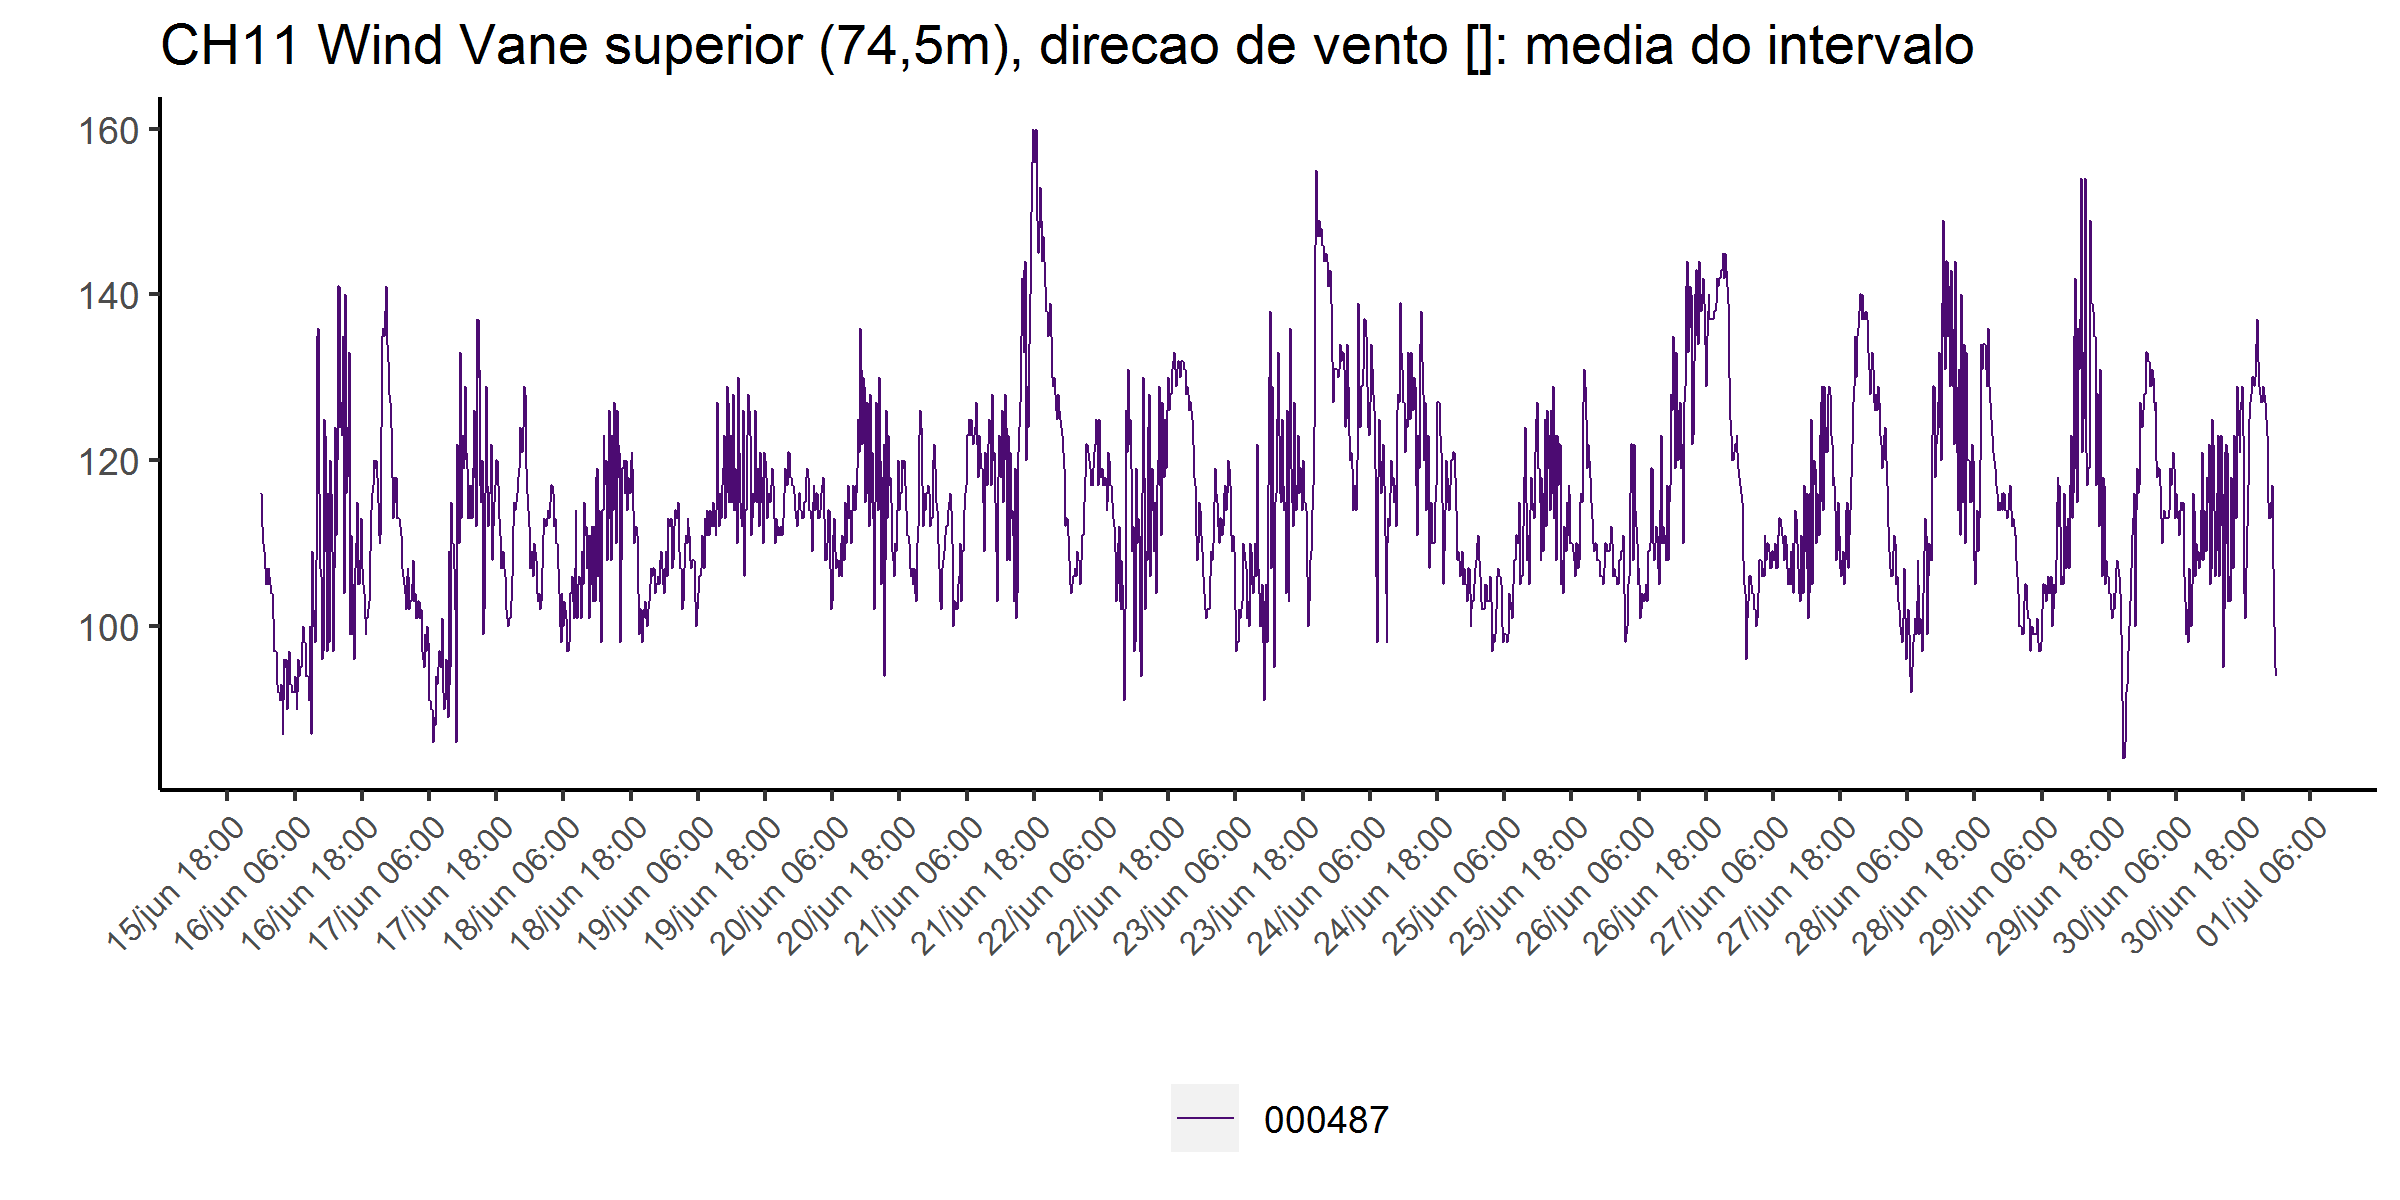 CH11 Wind Vane superior (74,5m), direcao de vento []: media do intervalo
160
140
120
100
15/jun 18:00
16/jun 06:00
16/jun 18:00
17/jun 06:00
17/jun 18:00
18/jun 06:00
18/jun 18:00
19/jun 06:00
19/jun 18:00
20/jun 06:00
20/jun 18:00
21/jun 06:00
21/jun 18:00
22/jun 06:00
22/jun 18:00
23/jun 06:00
23/jun 18:00
24/jun 06:00
24/jun 18:00
25/jun 06:00
25/jun 18:00
26/jun 06:00
26/jun 18:00
27/jun 06:00
27/jun 18:00
28/jun 06:00
28/jun 18:00
29/jun 06:00
29/jun 18:00
30/jun 06:00
30/jun 18:00
01/jul 06:00
000487